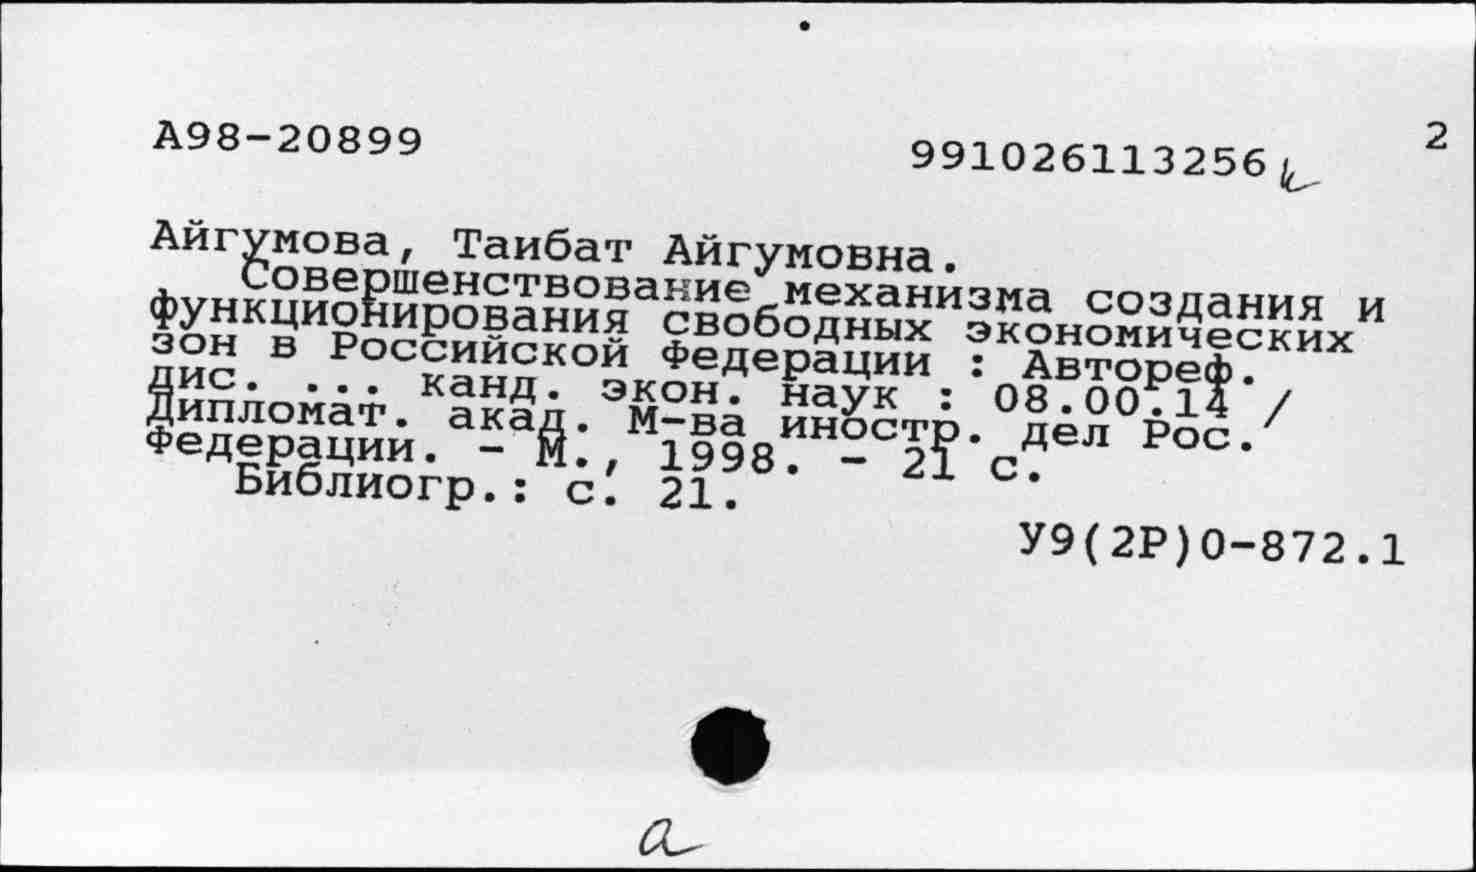 А98-20899
991026113256
2
Айгумова, Таибат Айгумовна.
Совершенствование механизма создания и
функционирования свободных экономических
зон в Российской Федерации : Автореф.
дис. ... канд. экон. наук : 08.00.14 /
Дипломат. акад. М-ва иностр. дел Рос.
Федерации. - М., 1998. - 21 с.
Библиогр.: с. 21.
У9(2Р)0-872.1
а